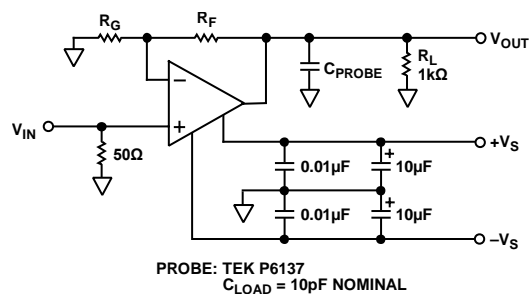 R_G
R_F
V_OUT
C_PROBE
R_L
1kΩ
V_IN
50Ω
−
+
+V_S
0.01µF
+
10µF
0.01µF
+
10µF
−V_S
PROBE: TEK P6137
C_LOAD = 10pF NOMINAL